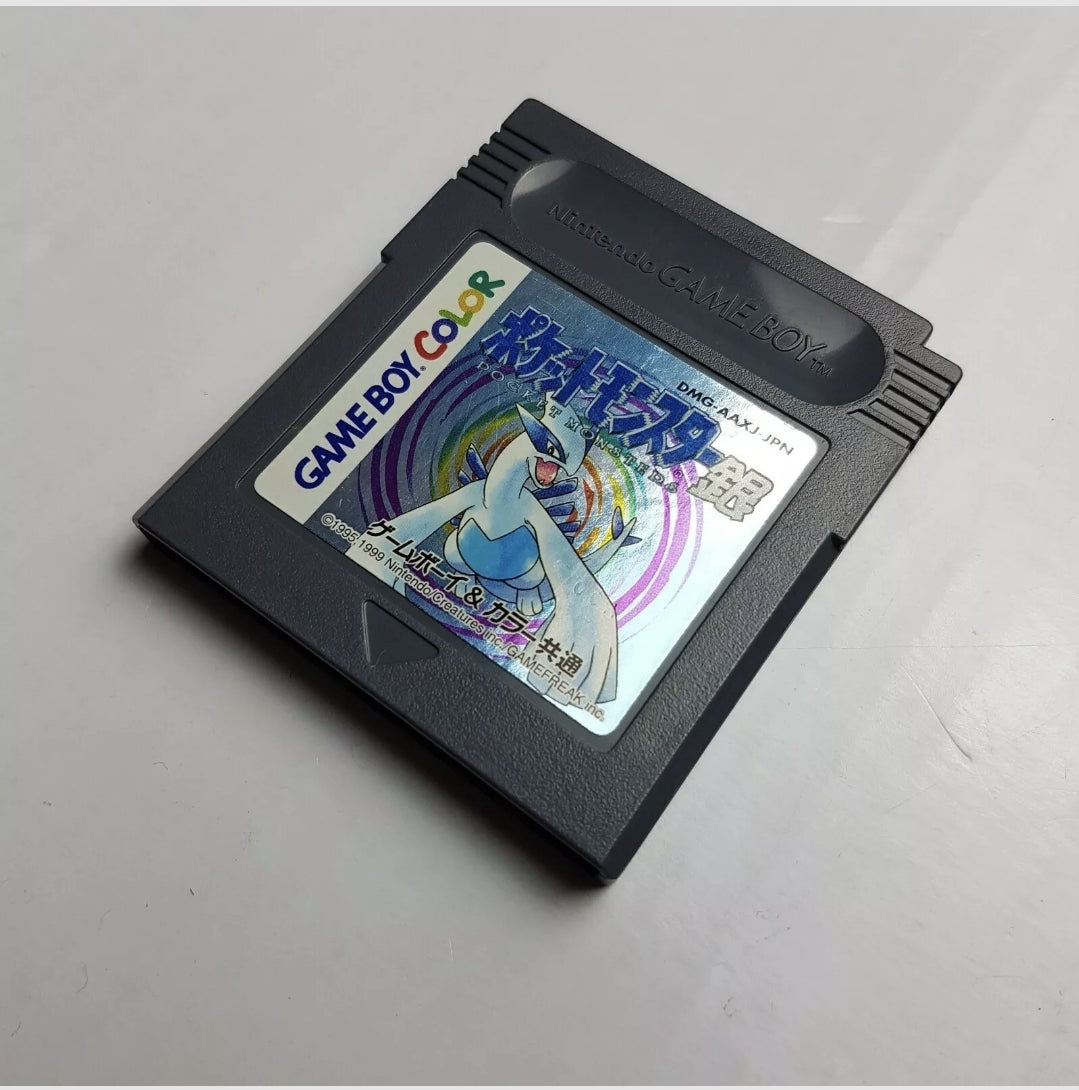 Nintendo GAME BOY™
GAME BOY COLOR
DMG-AAXJ-JPN
ポケットモンスター銀
POCKET MONSTERS
ゲームボーイ & カラー共通
©1995,1999 Nintendo/Creatures inc./GAMEFREAK inc.